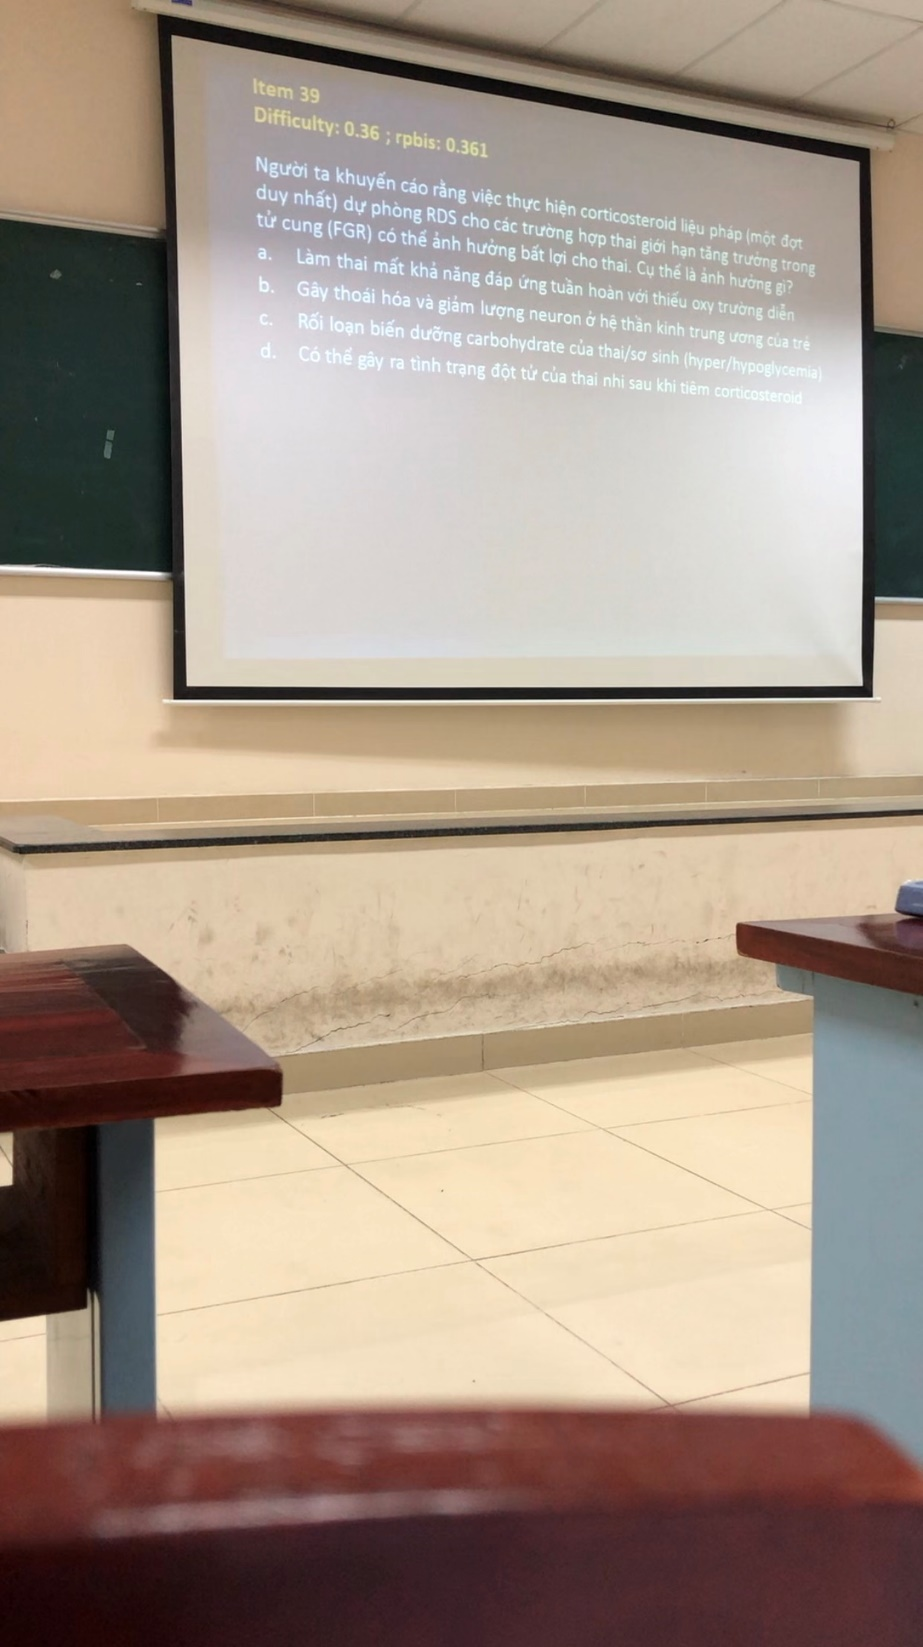 Item 39
Difficulty: 0.36 ; rpbis: 0.361
Người ta khuyến cáo rằng việc thực hiện corticosteroid liệu pháp (một đợt
duy nhất) dự phòng RDS cho các trường hợp thai giới hạn tăng trưởng trong
tử cung (FGR) có thể ảnh hưởng bất lợi cho thai. Cụ thể là ảnh hưởng gì?
a. Làm thai mất khả năng đáp ứng tuần hoàn với thiếu oxy trường diễn
b. Gây thoái hóa và giảm lượng neuron ở hệ thần kinh trung ương của trẻ
c. Rối loạn biến dưỡng carbohydrate của thai/sơ sinh (hyper/hypoglycemia)
d. Có thể gây ra tình trạng đột tử của thai nhi sau khi tiêm corticosteroid